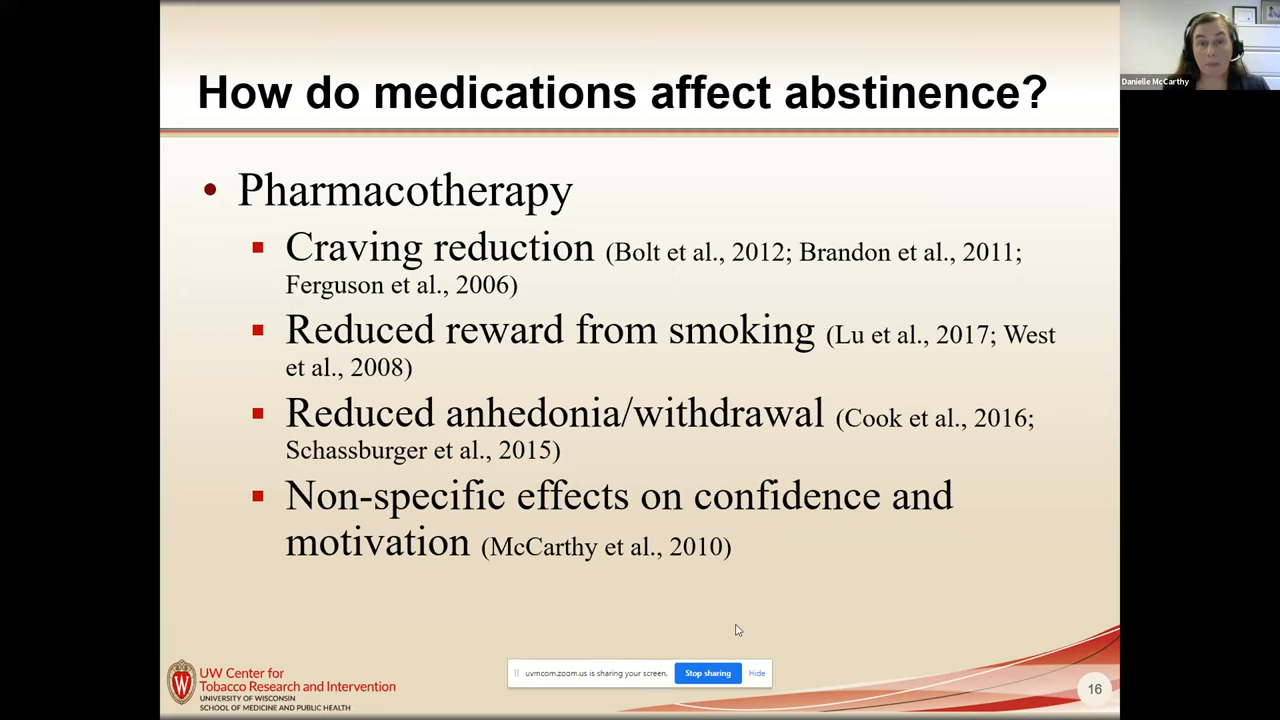 How do medications affect abstinence?
Danielle McCarthy
• Pharmacotherapy
▪ Craving reduction (Bolt et al., 2012; Brandon et al., 2011;
Ferguson et al., 2006)
▪ Reduced reward from smoking (Lu et al., 2017; West
et al., 2008)
▪ Reduced anhedonia/withdrawal (Cook et al., 2016;
Schassburger et al., 2015)
▪ Non-specific effects on confidence and
motivation (McCarthy et al., 2010)
W
UW Center for
Tobacco Research and Intervention
UNIVERSITY OF WISCONSIN
SCHOOL OF MEDICINE AND PUBLIC HEALTH
uvmcom.zoom.us is sharing your screen. Stop sharing Hide
16